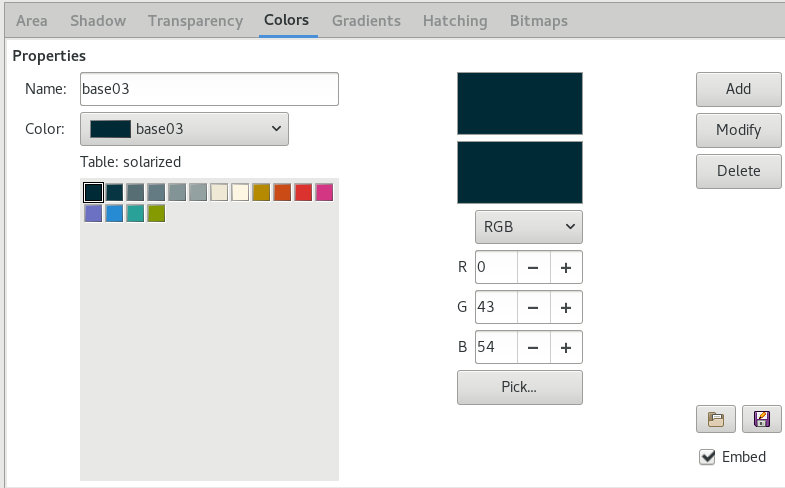 Area Shadow Transparency Colors Gradients Hatching Bitmaps
Properties
Name: base03
Color: base03
Table: solarized
RGB
R 0 − +
G 43 − +
B 54 − +
Pick...
Add
Modify
Delete
Embed